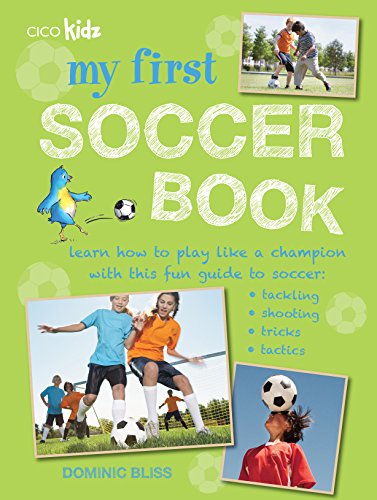 CICO kidz
my first
SOCCER
BOOK
learn how to play like a champion
with this fun guide to soccer:
• tackling
• shooting
• tricks
• tactics
DOMINIC BLISS